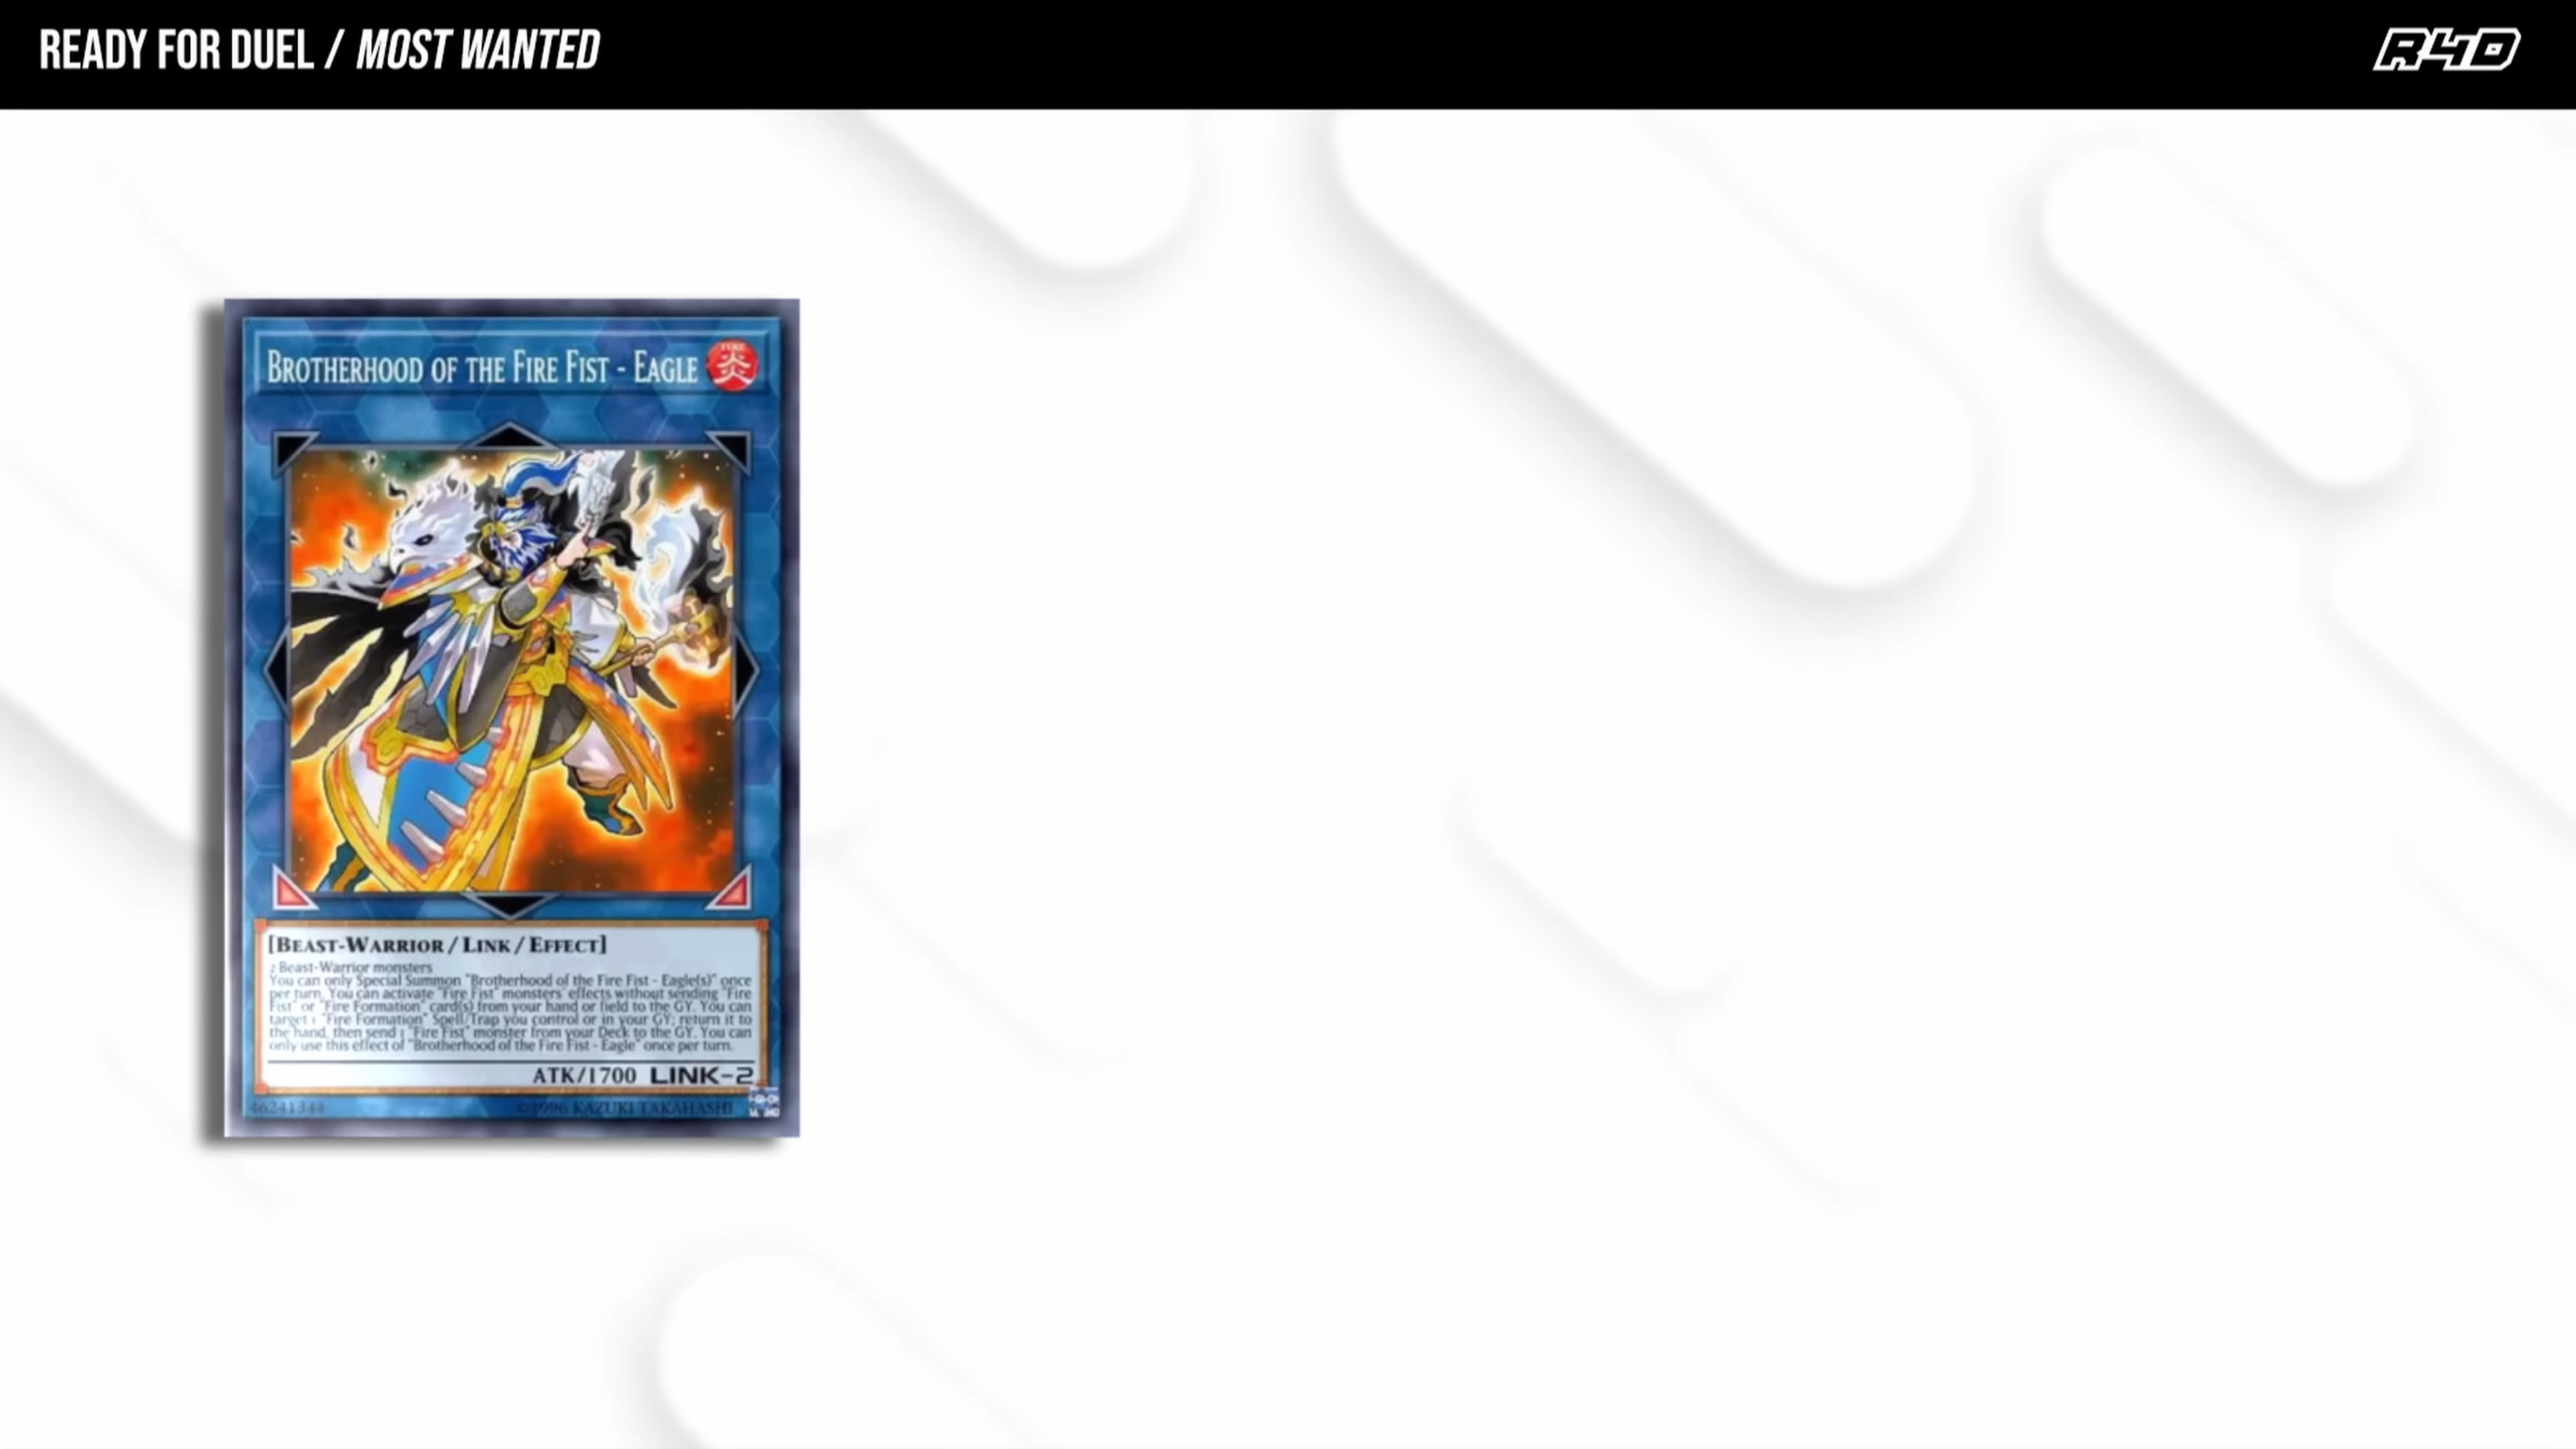 READY FOR DUEL / MOST WANTED
R4D
BROTHERHOOD OF THE FIRE FIST - EAGLE
FIRE
炎
[BEAST-WARRIOR / LINK / EFFECT]
2 Beast-Warrior monsters
You can only Special Summon "Brotherhood of the Fire Fist - Eagle(s)" once
per turn. You can activate "Fire Fist" monsters' effects without sending "Fire
Fist" or "Fire Formation" card(s) from your hand or field to the GY. You can
target 1 "Fire Formation" Spell/Trap you control or in your GY; return it to
the hand, then send 1 "Fire Fist" monster from your Deck to the GY. You can
only use this effect of "Brotherhood of the Fire Fist - Eagle" once per turn.
ATK/1700 LINK-2
46241344 ©1996 KAZUKI TAKAHASHI